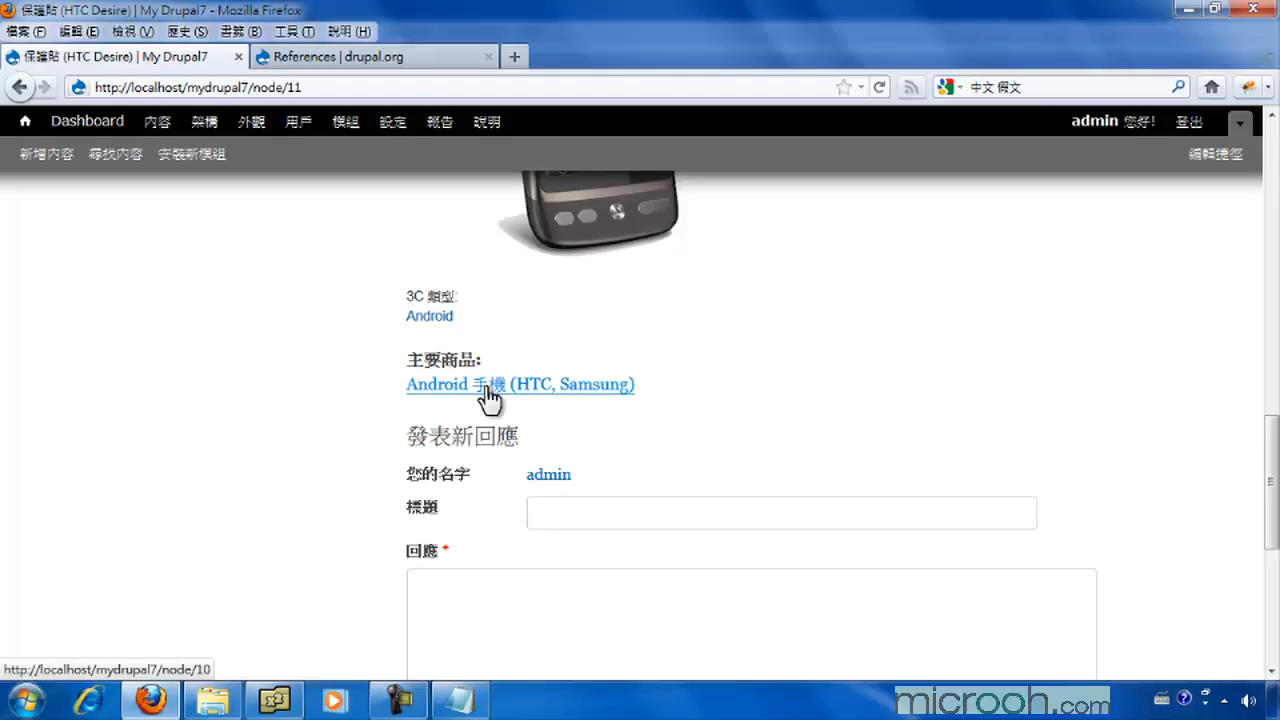 保護貼 (HTC Desire) | My Drupal7 - Mozilla Firefox
檔案 (F) 編輯 (E) 檢視 (V) 歷史 (S) 書籤 (B) 工具 (T) 說明 (H)
保護貼 (HTC Desire) | My Drupal7 × References | drupal.org × +
http://localhost/mydrupal7/node/11 中文 假文
Dashboard 內容 架構 外觀 用戶 模組 設定 報告 說明 admin 您好! 登出
新增內容 尋找內容 安裝新模組 編輯捷徑
3C 類型:
Android
主要商品:
Android 手機 (HTC, Samsung)
發表新回應
您的名字 admin
標題
回應 *
http://localhost/mydrupal7/node/10
microoh.com